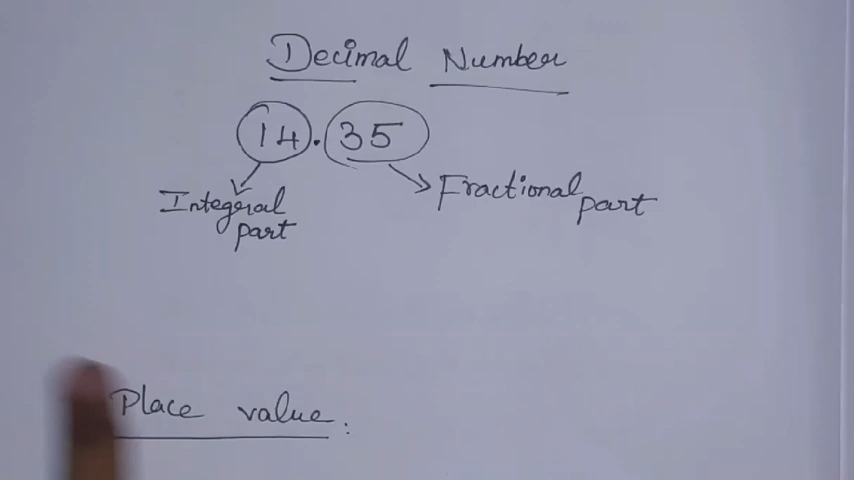 Decimal Number
14.35
Integral part
Fractional part
Place value: